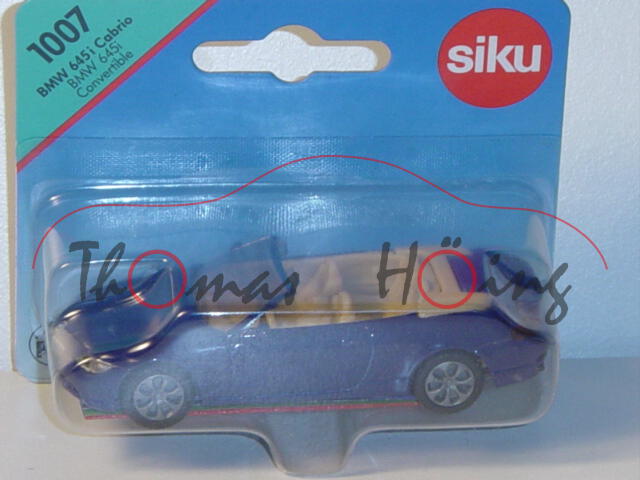 1007
BMW 645i Cabrio
BMW 645i
Convertible
siku
Thomas Höing